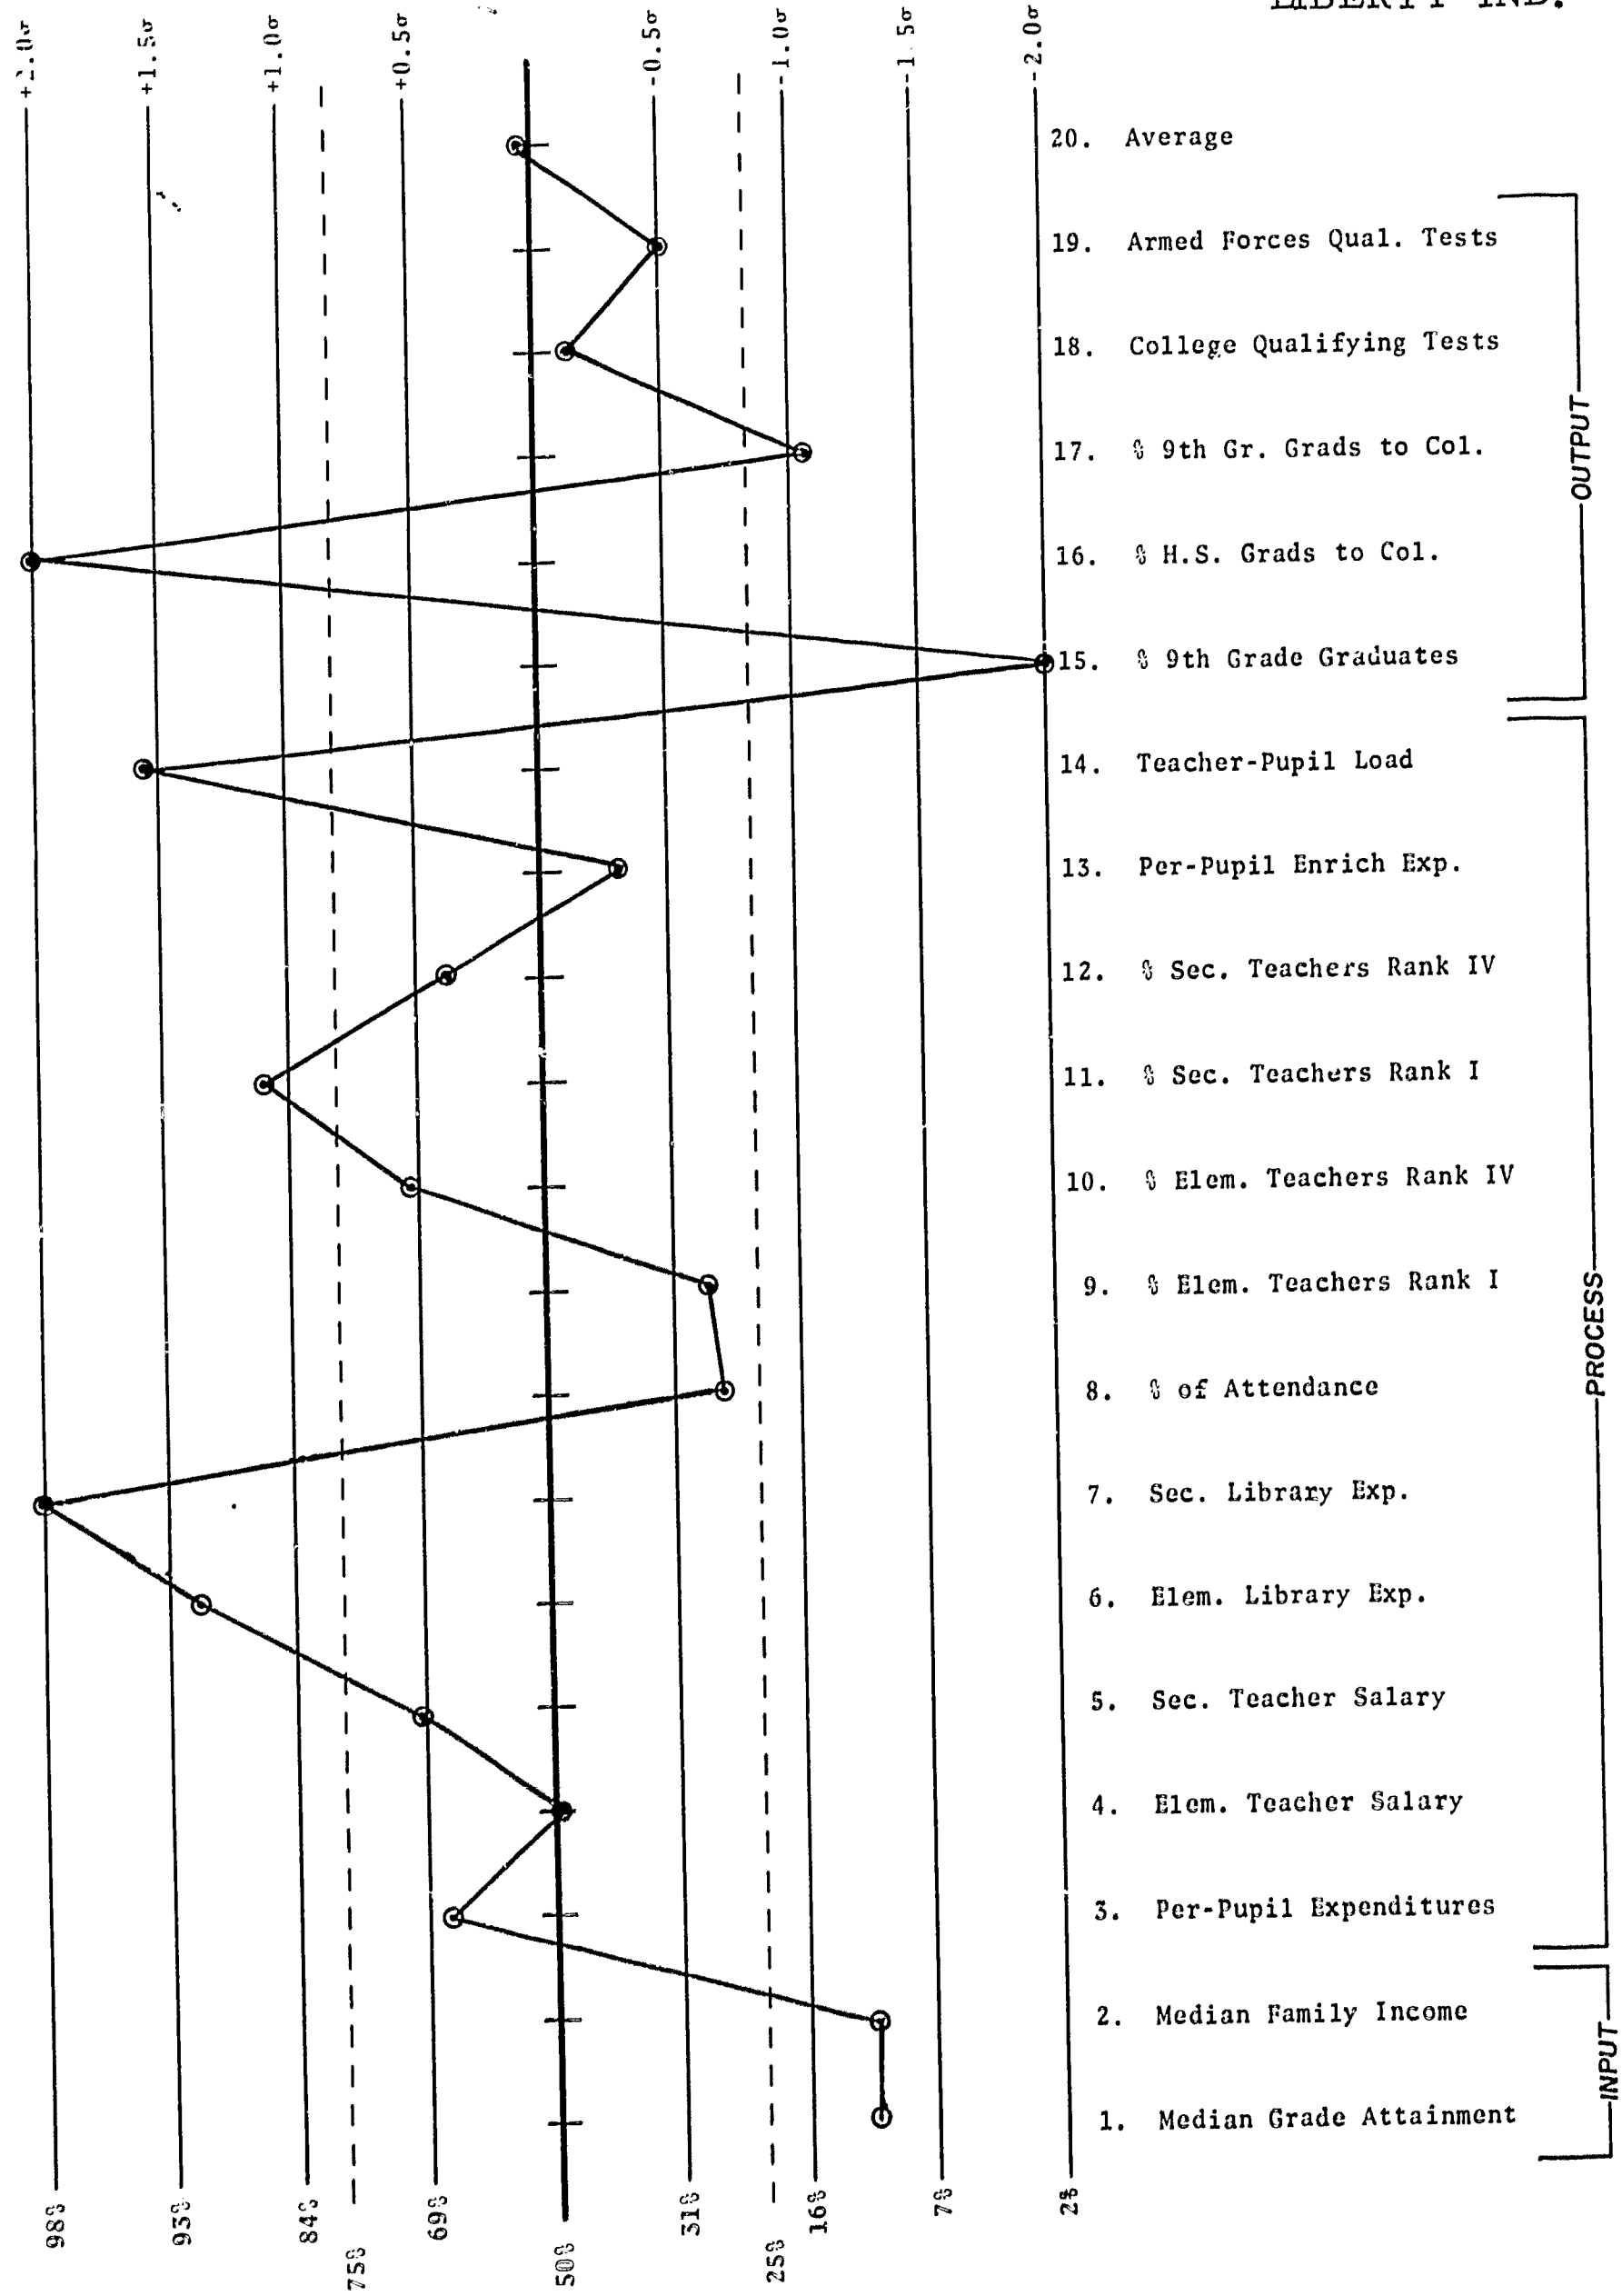 LIBERTY IND.
+2.0σ
+1.5σ
+1.0σ
+0.5σ
-0.5σ
-1.0σ
-1.5σ
-2.0σ
20. Average
19. Armed Forces Qual. Tests
18. College Qualifying Tests
17. % 9th Gr. Grads to Col.
16. % H.S. Grads to Col.
15. % 9th Grade Graduates
OUTPUT
14. Teacher-Pupil Load
13. Per-Pupil Enrich Exp.
12. % Sec. Teachers Rank IV
11. % Sec. Teachers Rank I
10. % Elem. Teachers Rank IV
9. % Elem. Teachers Rank I
8. % of Attendance
7. Sec. Library Exp.
6. Elem. Library Exp.
5. Sec. Teacher Salary
4. Elem. Teacher Salary
3. Per-Pupil Expenditures
PROCESS
2. Median Family Income
1. Median Grade Attainment
INPUT
98%
93%
84%
75%
69%
50%
31%
25%
16%
7%
2%